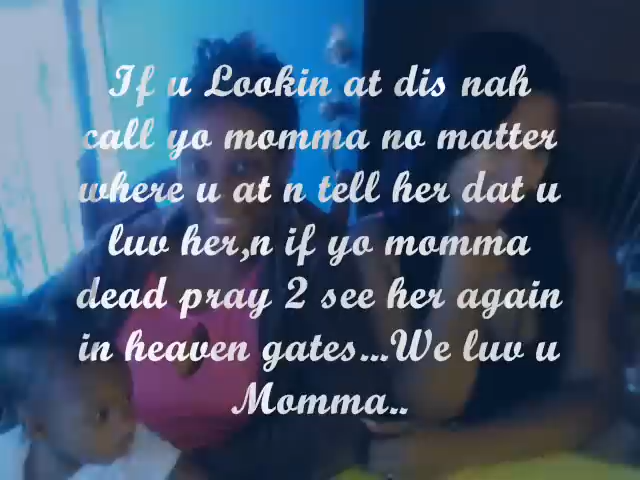 If u Lookin at dis nah
call yo momma no matter
where u at n tell her dat u
luv her,n if yo momma
dead pray 2 see her again
in heaven gates...We luv u
Momma..